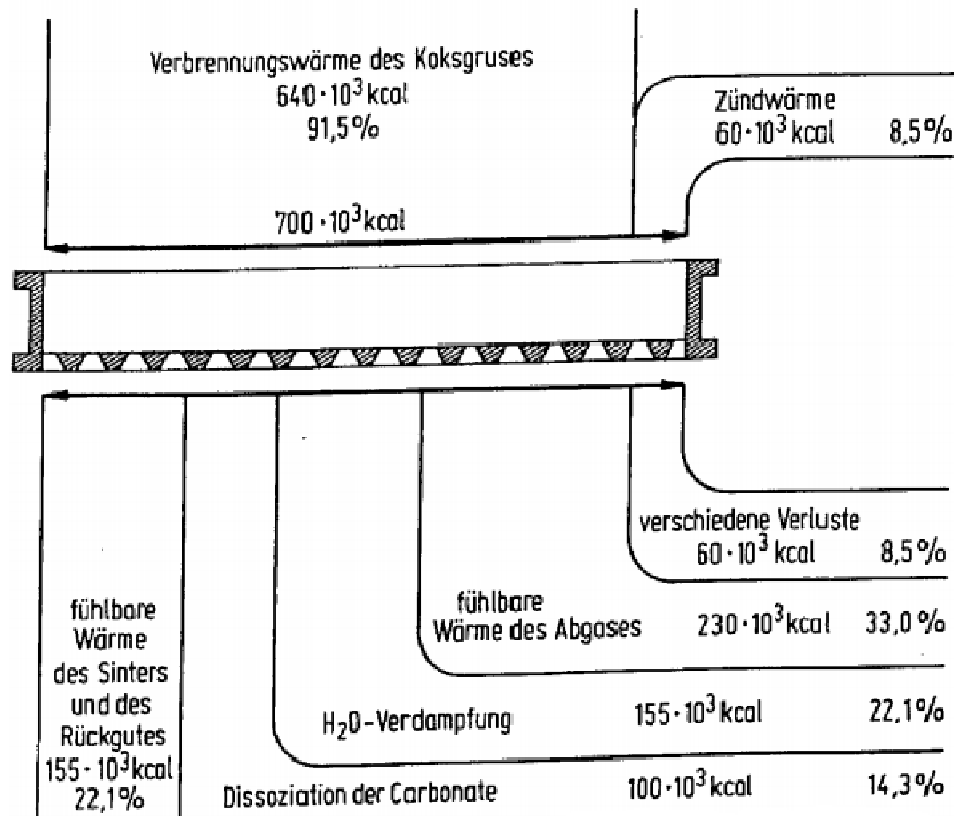 Verbrennungswärme des Koksgruses
640·10³ kcal
91,5%
Zündwärme
60·10³ kcal 8,5%
700·10³ kcal
verschiedene Verluste
60·10³ kcal 8,5%
fühlbare
Wärme des Abgases 230·10³ kcal 33,0%
H₂O-Verdampfung 155·10³ kcal 22,1%
Dissoziation der Carbonate 100·10³ kcal 14,3%
fühlbare
Wärme
des Sinters
und des
Rückgutes
155·10³ kcal
22,1%